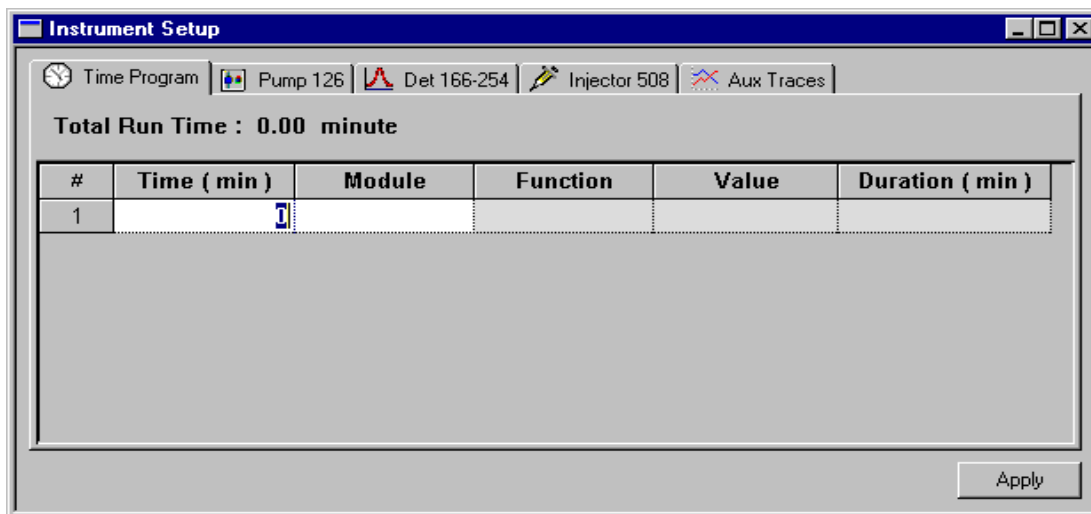 Instrument Setup
Time Program Pump 126 Det 166-254 Injector 508 Aux Traces
Total Run Time : 0.00 minute
# Time ( min ) Module Function Value Duration ( min )
1
Apply